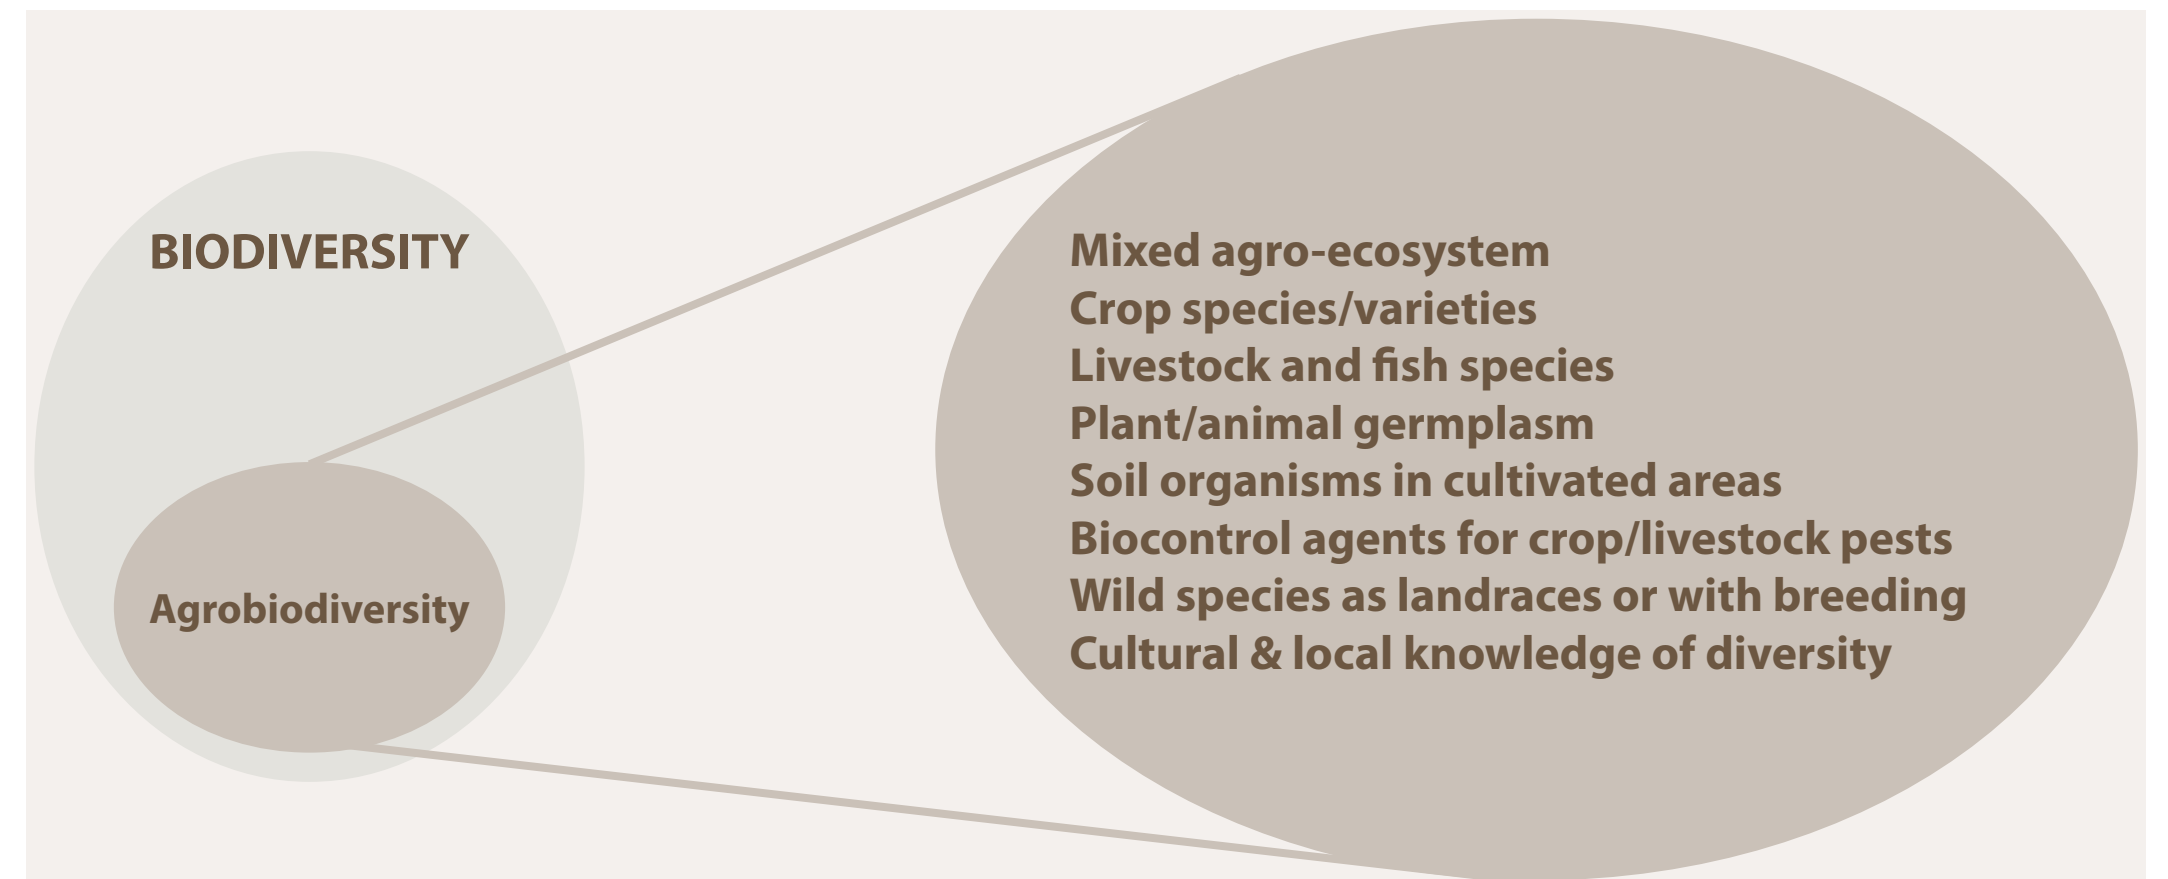 BIODIVERSITY
Agrobiodiversity
Mixed agro-ecosystem
Crop species/varieties
Livestock and fish species
Plant/animal germplasm
Soil organisms in cultivated areas
Biocontrol agents for crop/livestock pests
Wild species as landraces or with breeding
Cultural & local knowledge of diversity